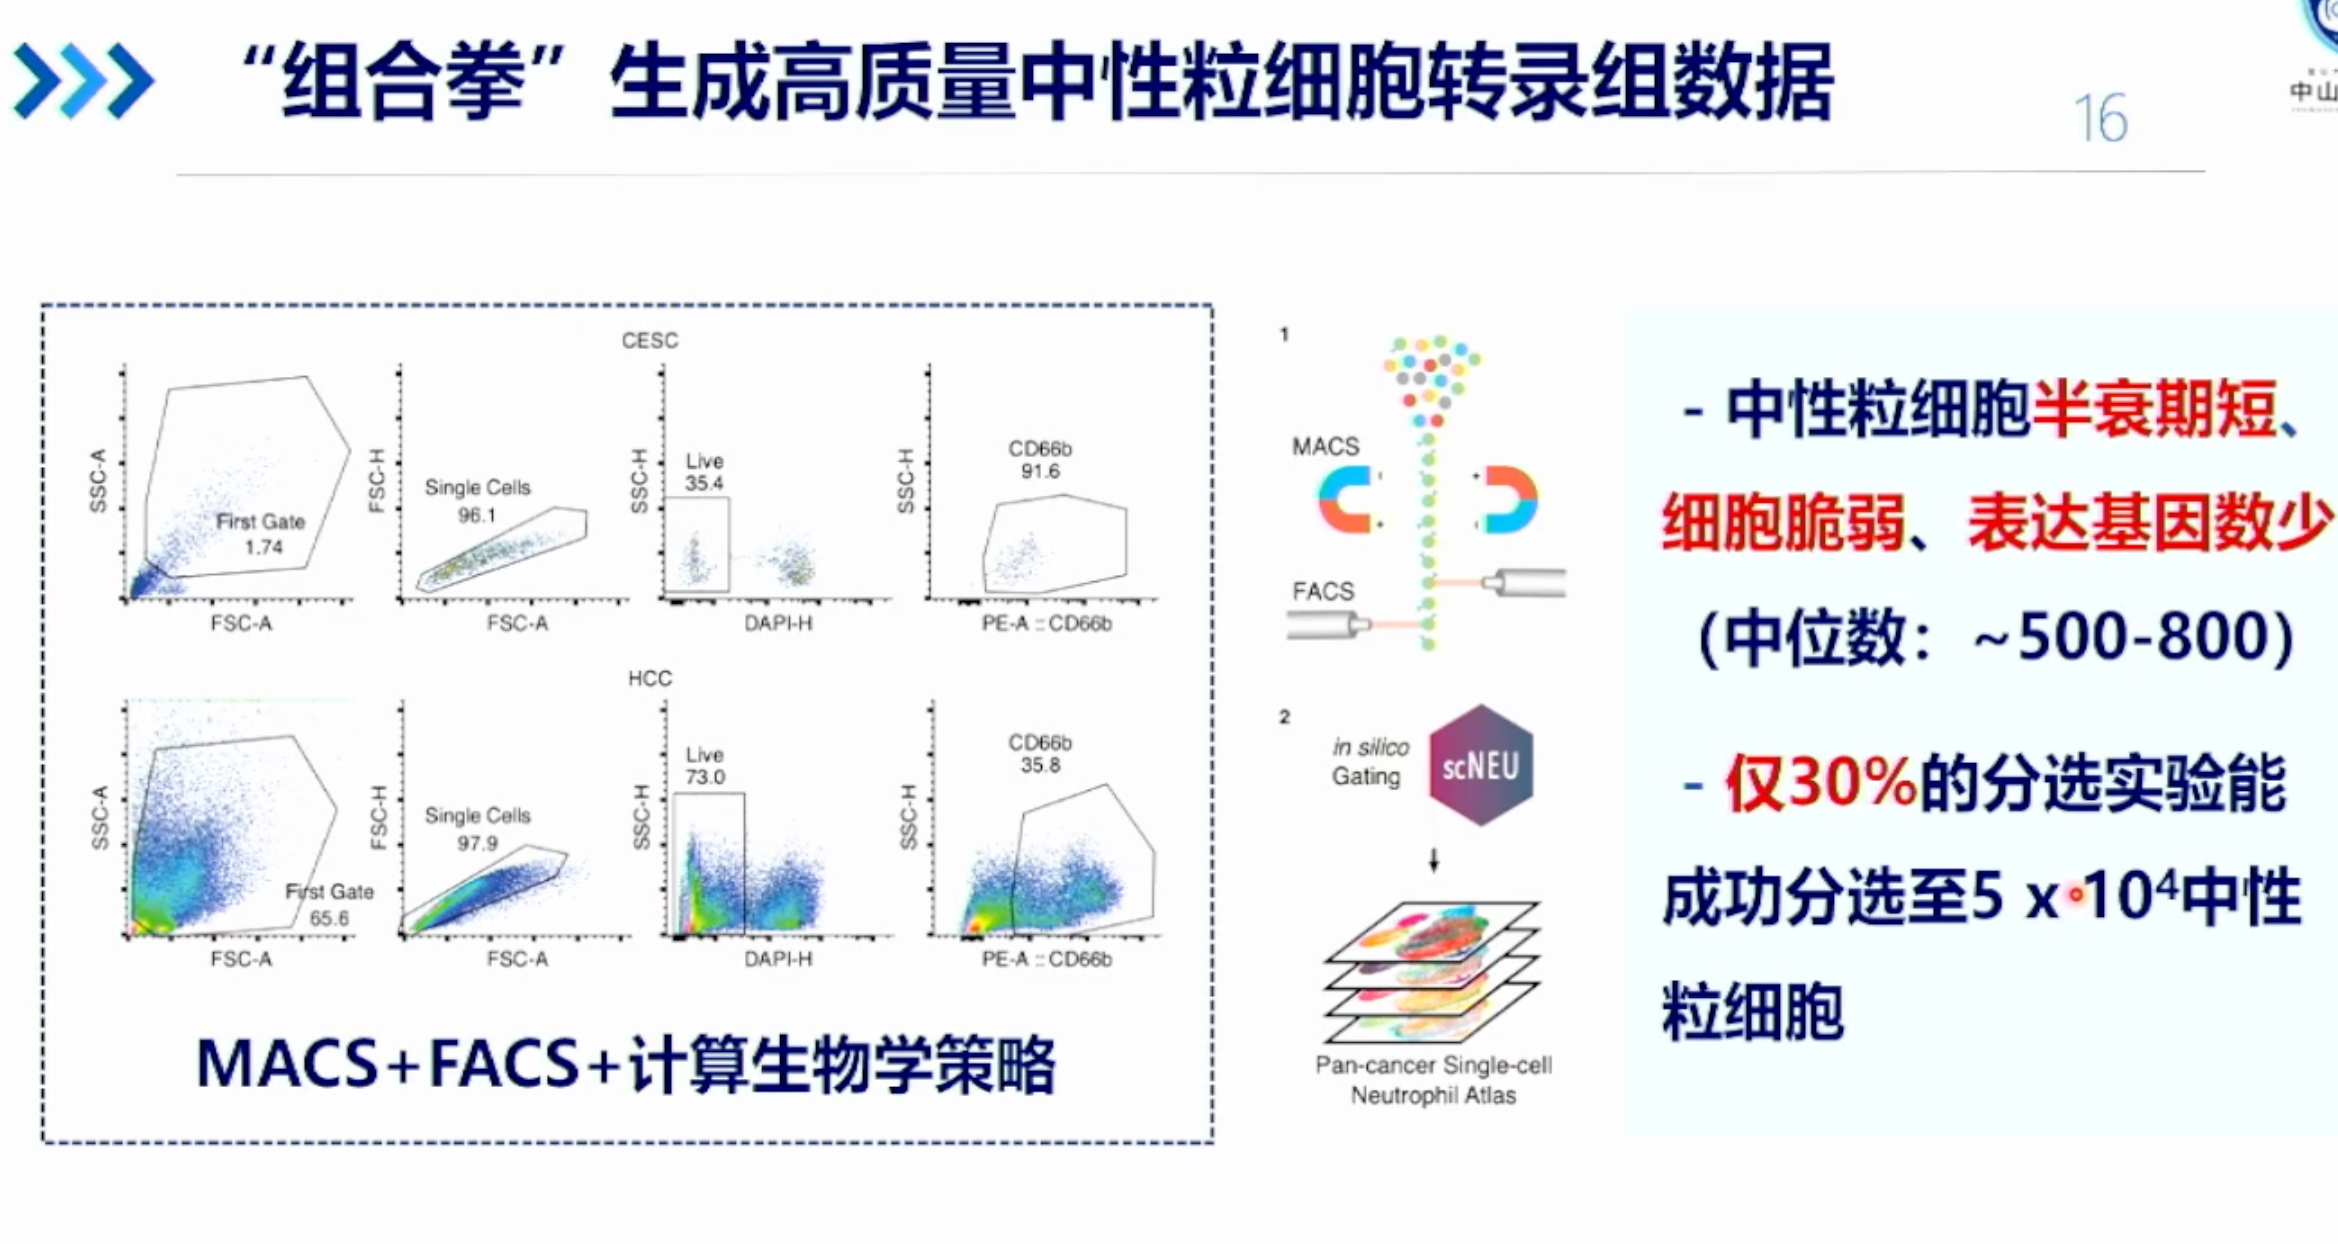 “组合拳”生成高质量中性粒细胞转录组数据
16
中山
CESC
SSC-A
First Gate
1.74
FSC-A
FSC-H
Single Cells
96.1
FSC-A
SSC-H
Live
35.4
DAPI-H
SSC-H
CD66b
91.6
PE-A :: CD66b
HCC
SSC-A
First Gate
65.6
FSC-A
FSC-H
Single Cells
97.9
FSC-A
SSC-H
Live
73.0
DAPI-H
SSC-H
CD66b
35.8
PE-A :: CD66b
MACS+FACS+计算生物学策略
1
MACS
FACS
2
in silico
Gating
scNEU
Pan-cancer Single-cell
Neutrophil Atlas
- 中性粒细胞半衰期短、
细胞脆弱、表达基因数少
（中位数：~500-800）
- 仅30%的分选实验能
成功分选至5 x 10⁴中性
粒细胞